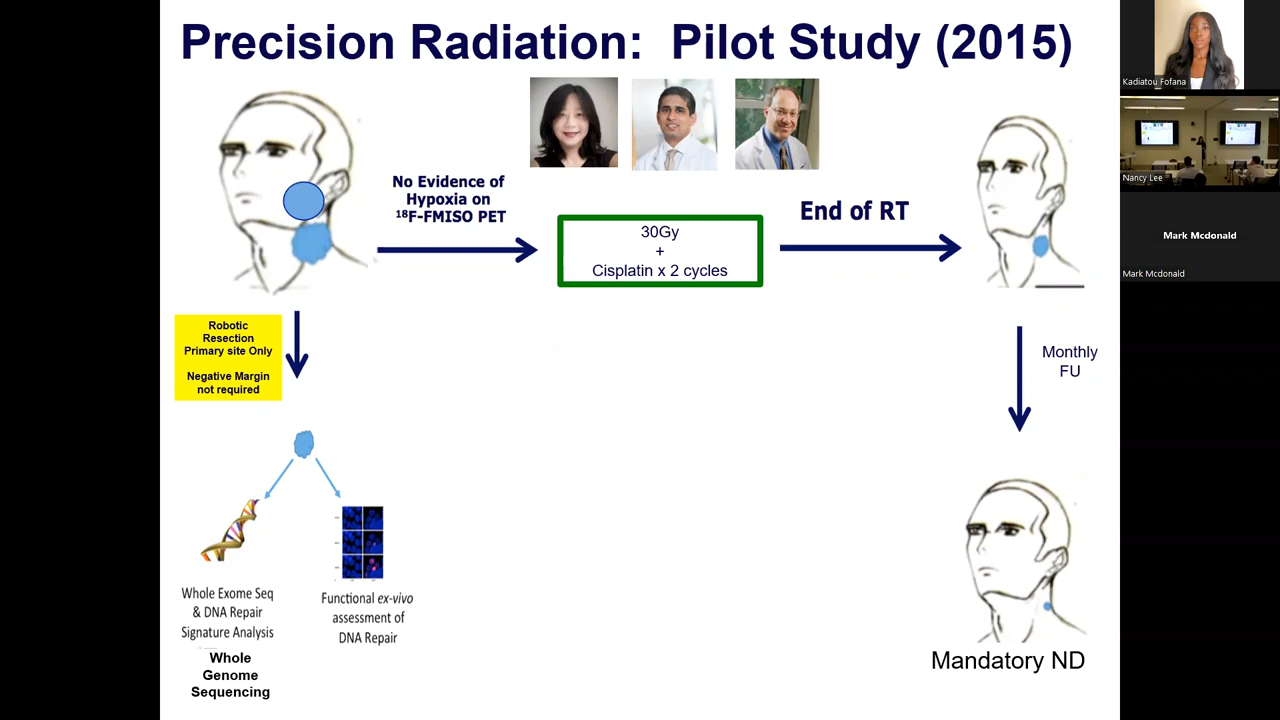 Precision Radiation:  Pilot Study (2015)
No Evidence of
Hypoxia on
¹⁸F-FMISO PET
30Gy
+
Cisplatin x 2 cycles
End of RT
Robotic
Resection
Primary site Only
Negative Margin
not required
Monthly
FU
Whole Exome Seq
& DNA Repair
Signature Analysis
Whole
Genome
Sequencing
Functional ex-vivo
assessment of
DNA Repair
Mandatory ND
Kadiatou Fofana
Nancy Lee
Mark Mcdonald
Mark Mcdonald